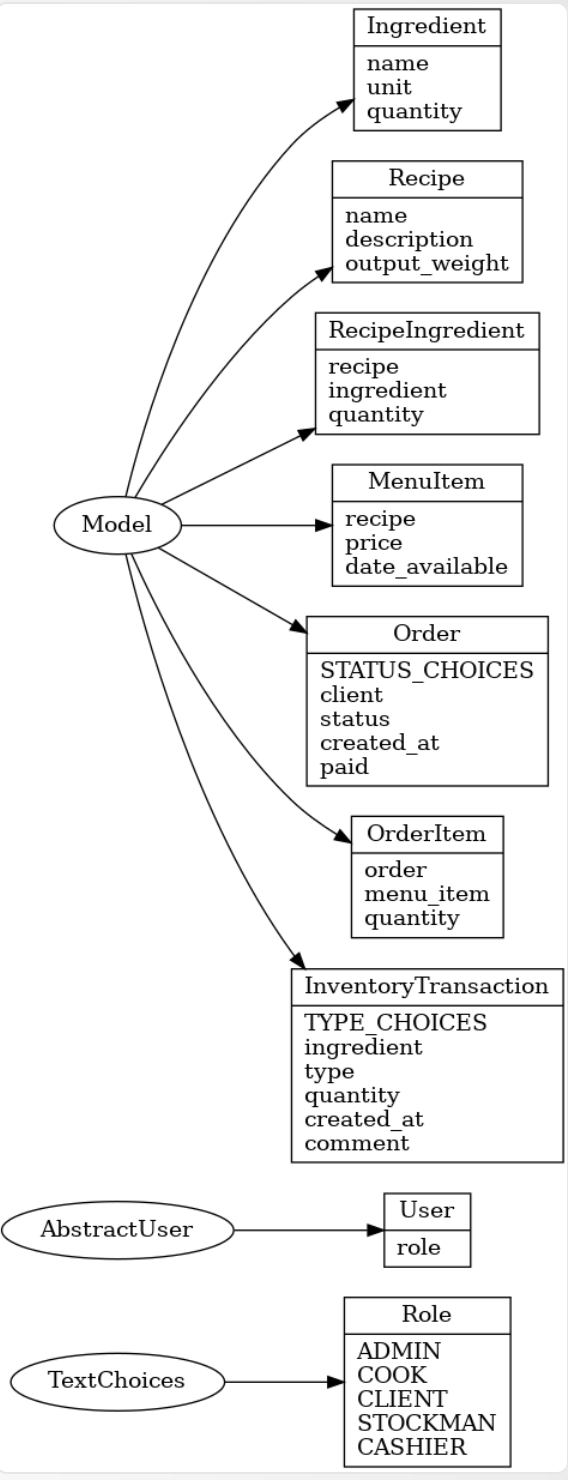 Ingredient
name
unit
quantity
Recipe
name
description
output_weight
RecipeIngredient
recipe
ingredient
quantity
Model
MenuItem
recipe
price
date_available
Order
STATUS_CHOICES
client
status
created_at
paid
OrderItem
order
menu_item
quantity
InventoryTransaction
TYPE_CHOICES
ingredient
type
quantity
created_at
comment
AbstractUser
User
role
TextChoices
Role
ADMIN
COOK
CLIENT
STOCKMAN
CASHIER